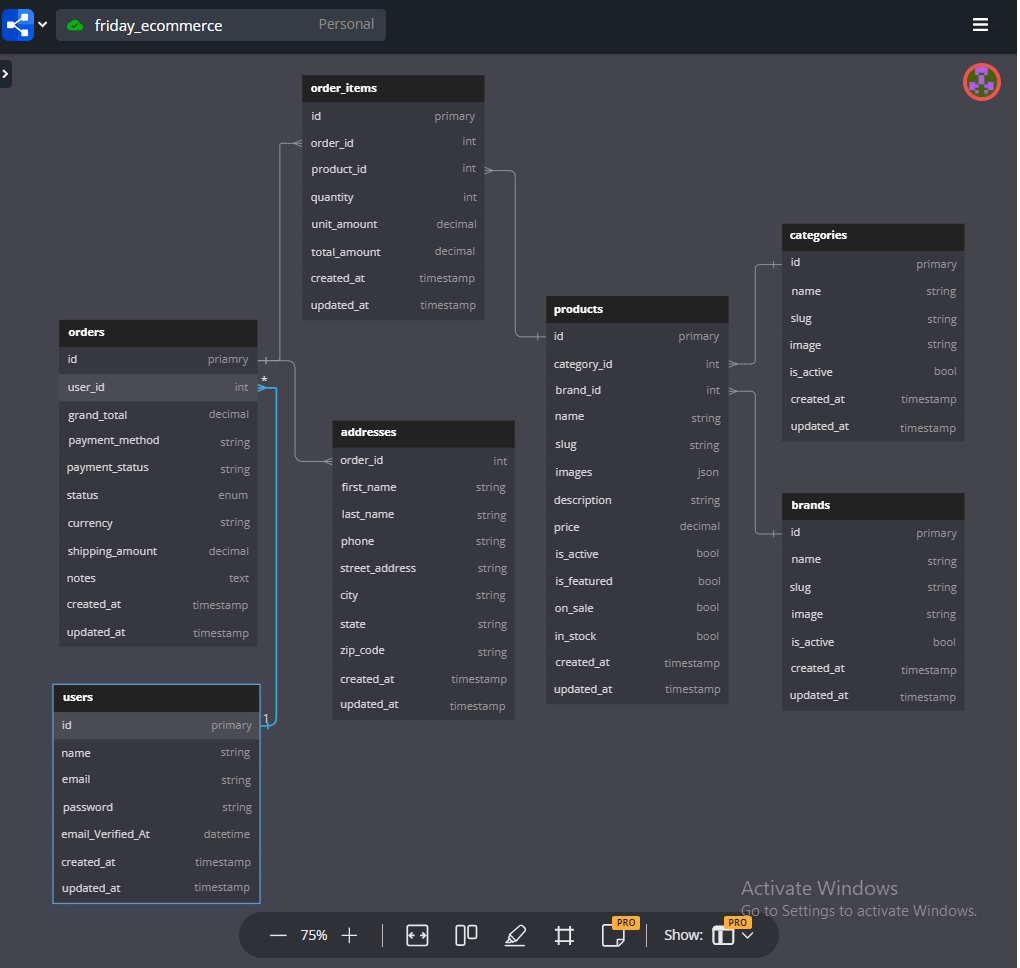 friday_ecommerce Personal
order_items
id primary
order_id int
product_id int
quantity int
unit_amount decimal
total_amount decimal
created_at timestamp
updated_at timestamp
categories
id primary
name string
slug string
image string
is_active bool
created_at timestamp
updated_at timestamp
products
id primary
category_id int
brand_id int
name string
slug string
images json
description string
price decimal
is_active bool
is_featured bool
on_sale bool
in_stock bool
created_at timestamp
updated_at timestamp
orders
id priamry
user_id int
*
grand_total decimal
payment_method string
payment_status string
status enum
currency string
shipping_amount decimal
notes text
created_at timestamp
updated_at timestamp
addresses
order_id int
first_name string
last_name string
phone string
street_address string
city string
state string
zip_code string
created_at timestamp
updated_at timestamp
brands
id primary
name string
slug string
image string
is_active bool
created_at timestamp
updated_at timestamp
users
id primary
1
name string
email string
password string
email_Verified_At datetime
created_at timestamp
updated_at timestamp
Activate Windows
Go to Settings to activate Windows.
75% PRO Show: PRO